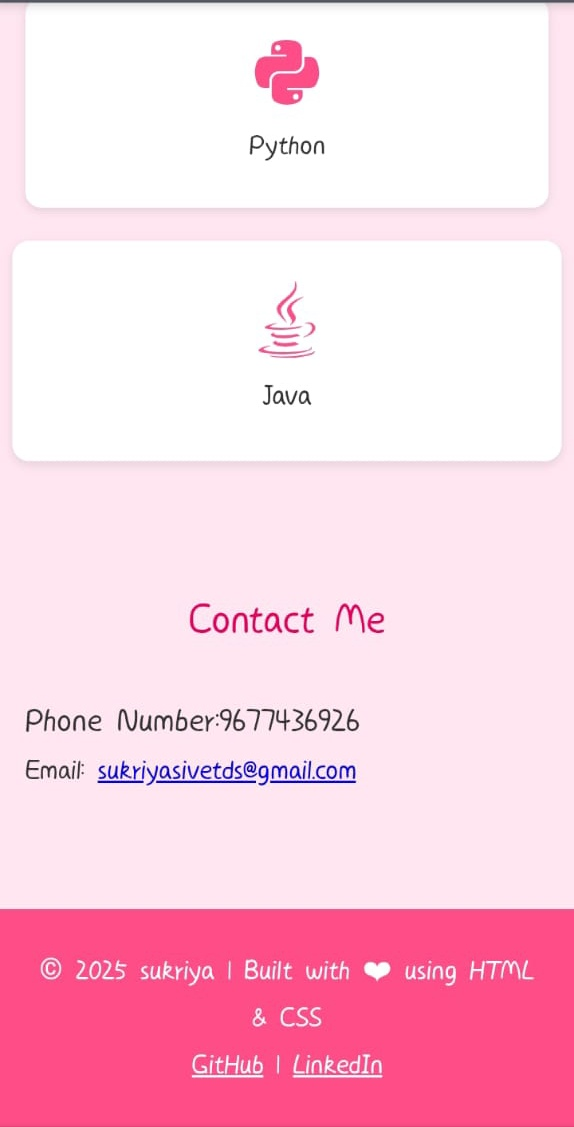 Python
Java
Contact Me
Phone Number:9677436926
Email: sukriyasivetds@gmail.com
© 2025 sukriya | Built with ❤ using HTML
& CSS
GitHub | LinkedIn